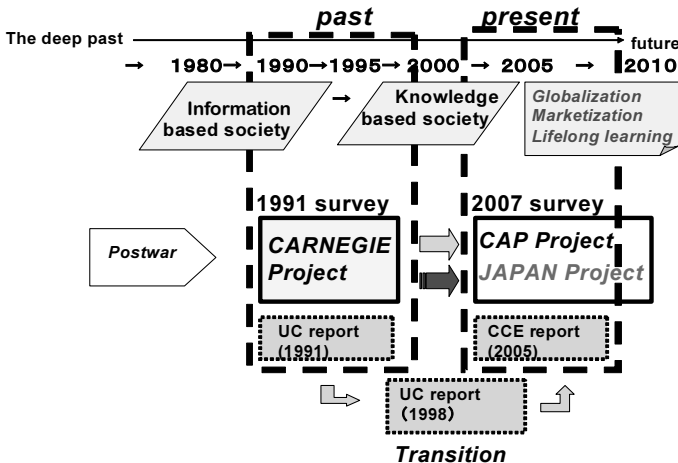 past
present
The deep past
future
→ 1980→ 1990→1995→ 2000 → 2005 → 2010
Information
based society
→
Knowledge
based society
Globalization
Marketization
Lifelong learning
1991 survey
2007 survey
Postwar
CARNEGIE
Project
CAP Project
JAPAN Project
UC report
(1991)
CCE report
(2005)
UC report
(1998)
Transition